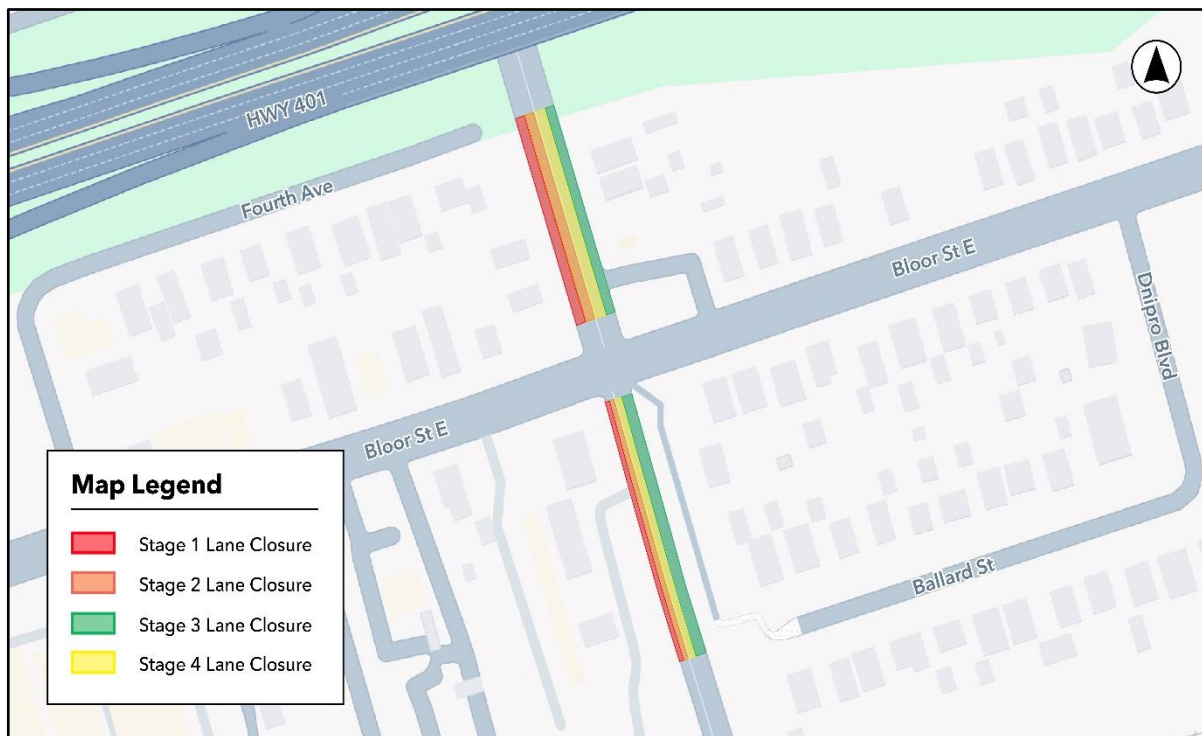 HWY 401
Fourth Ave
Bloor St E
Dnipro Blvd
Bloor St E
Ballard St
Map Legend
Stage 1 Lane Closure
Stage 2 Lane Closure
Stage 3 Lane Closure
Stage 4 Lane Closure